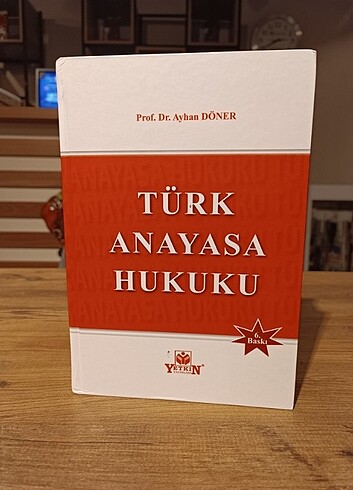 Prof. Dr. Ayhan DÖNER
TÜRK
ANAYASA
HUKUKU
6.
Baskı
YETKİN